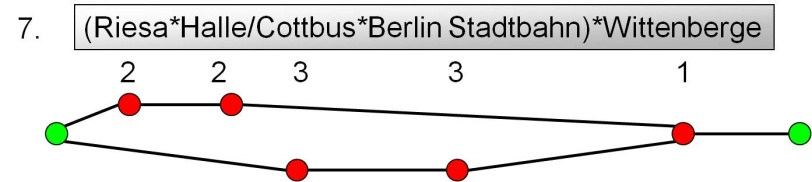 7. (Riesa*Halle/Cottbus*Berlin Stadtbahn)*Wittenberge
2 2 3 3 1